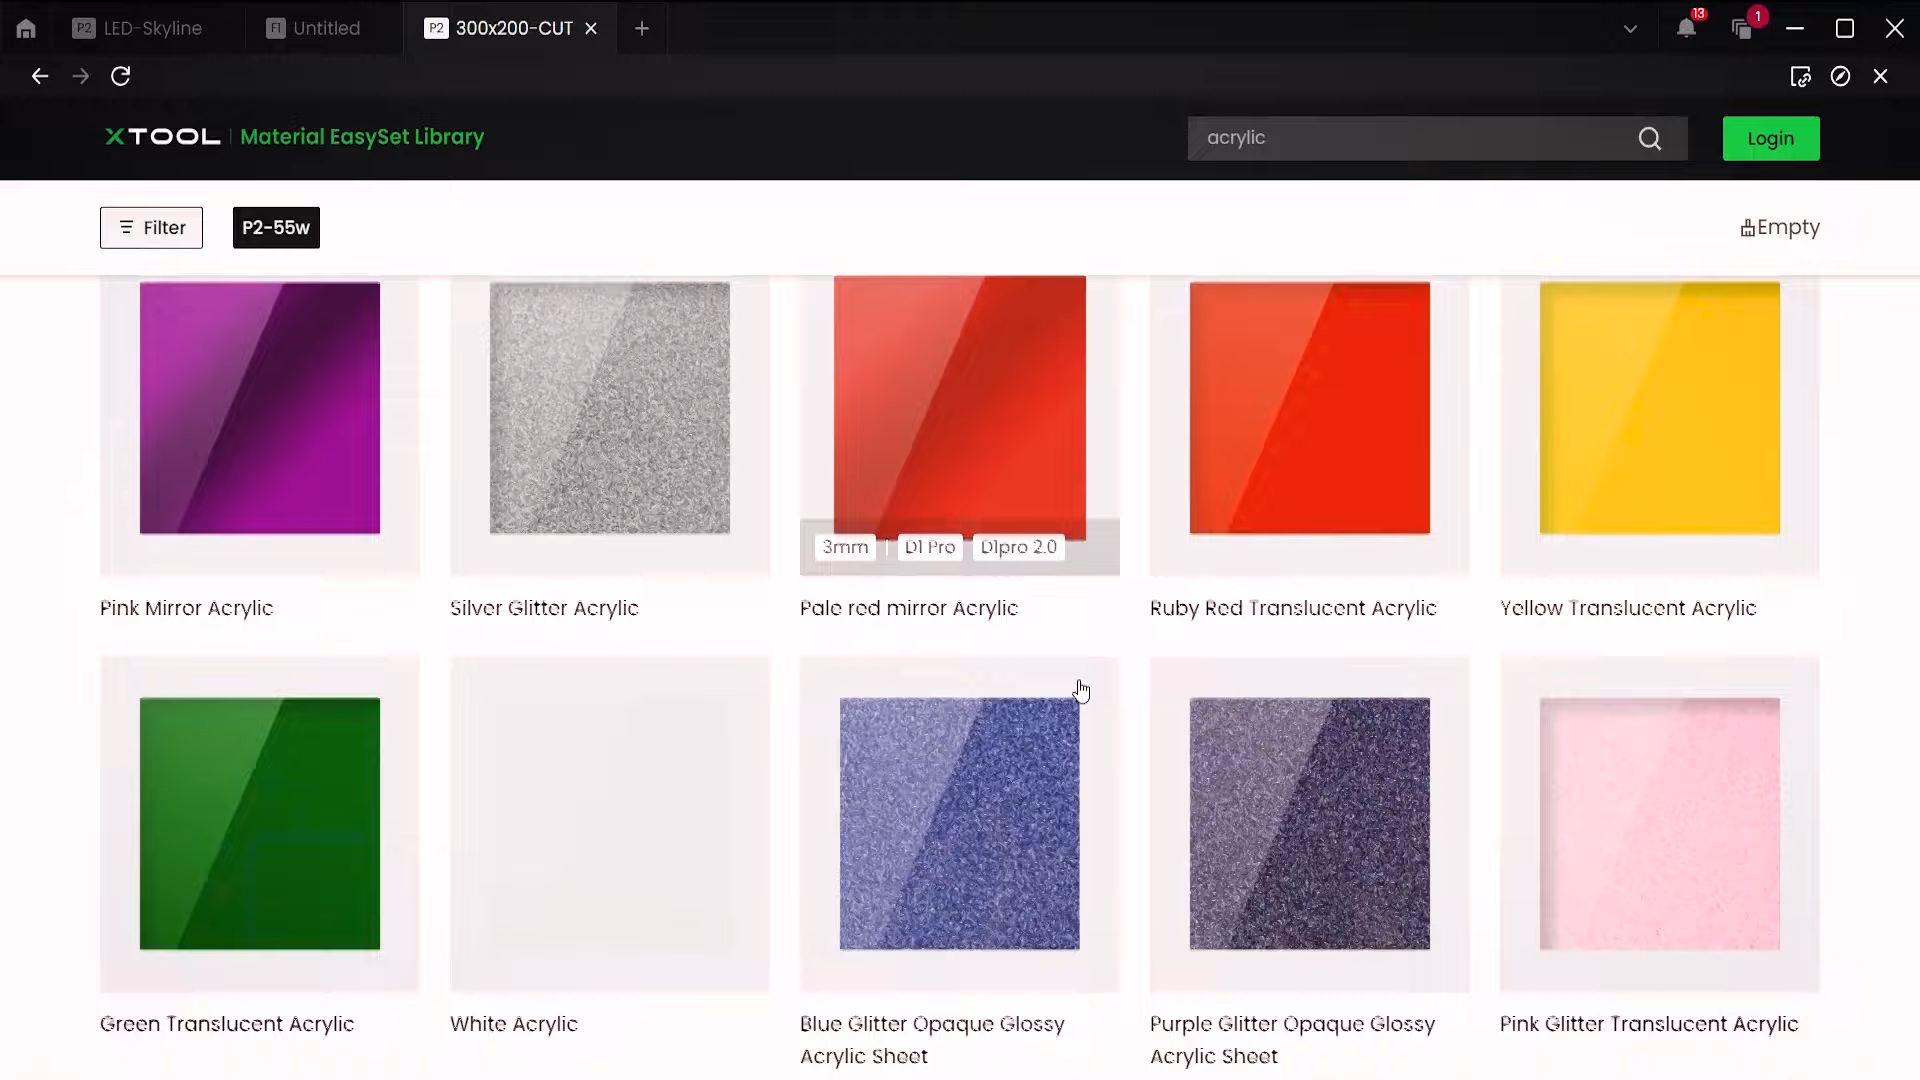 P2 LED-Skyline
F1 Untitled
P2 300x200-CUT
13
1
XTOOL | Material EasySet Library
acrylic
Login
Filter
P2-55w
Empty
3mm
D1 Pro
D1pro 2.0
Pink Mirror Acrylic
Silver Glitter Acrylic
Pale red mirror Acrylic
Ruby Red Translucent Acrylic
Yellow Translucent Acrylic
Green Translucent Acrylic
White Acrylic
Blue Glitter Opaque Glossy
Acrylic Sheet
Purple Glitter Opaque Glossy
Acrylic Sheet
Pink Glitter Translucent Acrylic